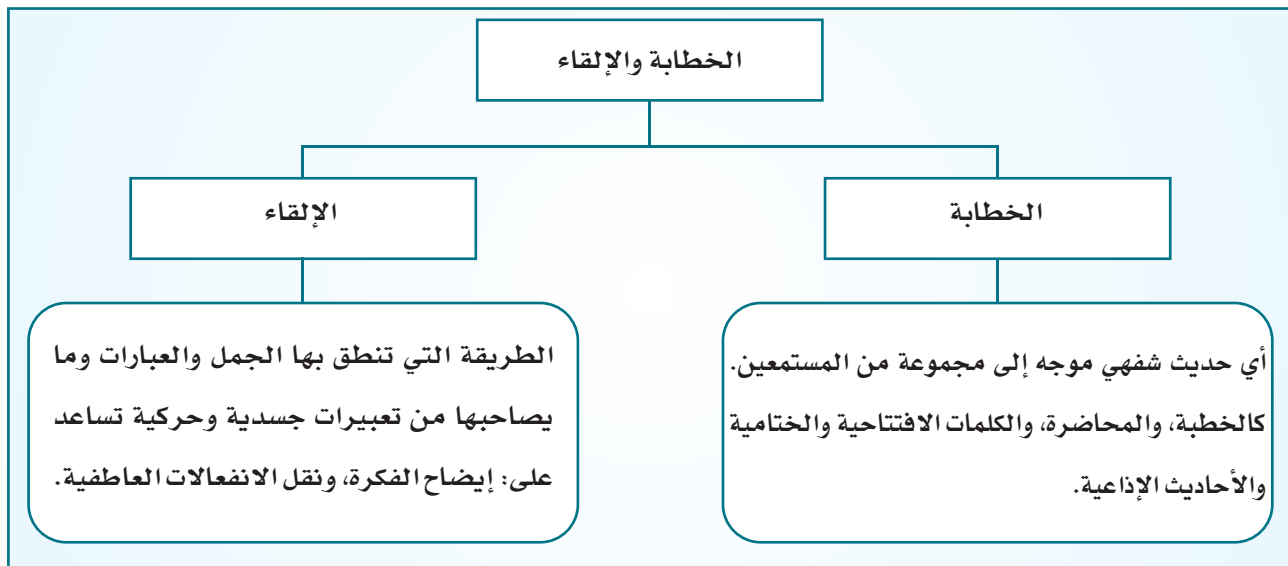 الخطابة والإلقاء
الخطابة
أي حديث شفهي موجه إلى مجموعة من المستمعين.
كالخطبة، والمحاضرة، والكلمات الافتتاحية والختامية
والأحاديث الإذاعية.
الإلقاء
الطريقة التي تنطق بها الجمل والعبارات وما
يصاحبها من تعبيرات جسدية وحركية تساعد
على: إيضاح الفكرة، ونقل الانفعالات العاطفية.